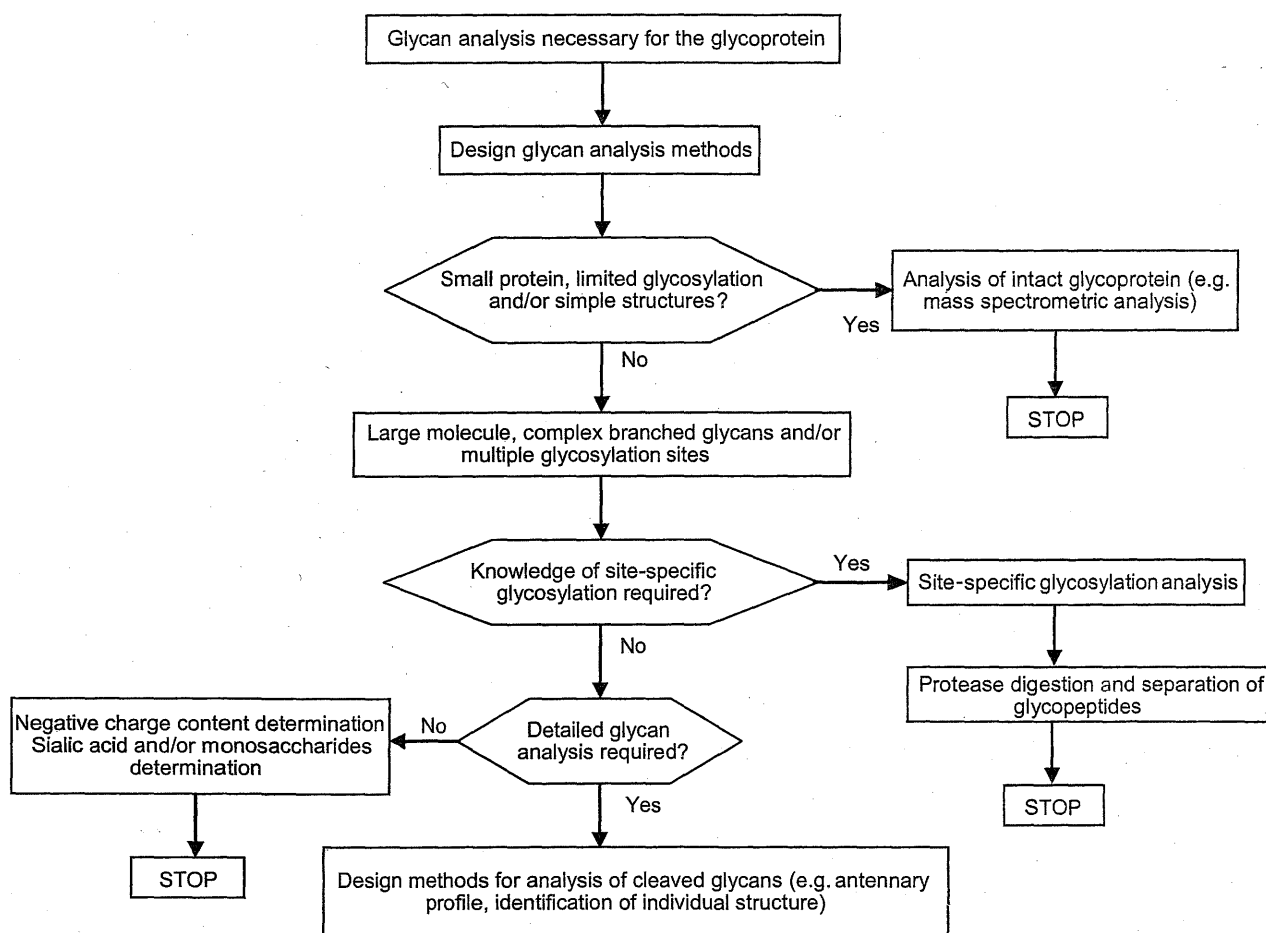 Glycan analysis necessary for the glycoprotein
Design glycan analysis methods
Small protein, limited glycosylation
and/or simple structures?
Yes
Analysis of intact glycoprotein (e.g.
mass spectrometric analysis)
STOP
No
Large molecule, complex branched glycans and/or
multiple glycosylation sites
Knowledge of site-specific
glycosylation required?
Yes
Site-specific glycosylation analysis
Protease digestion and separation of
glycopeptides
STOP
No
Detailed glycan
analysis required?
No
Negative charge content determination
Sialic acid and/or monosaccharides
determination
STOP
Yes
Design methods for analysis of cleaved glycans (e.g. antennary
profile, identification of individual structure)